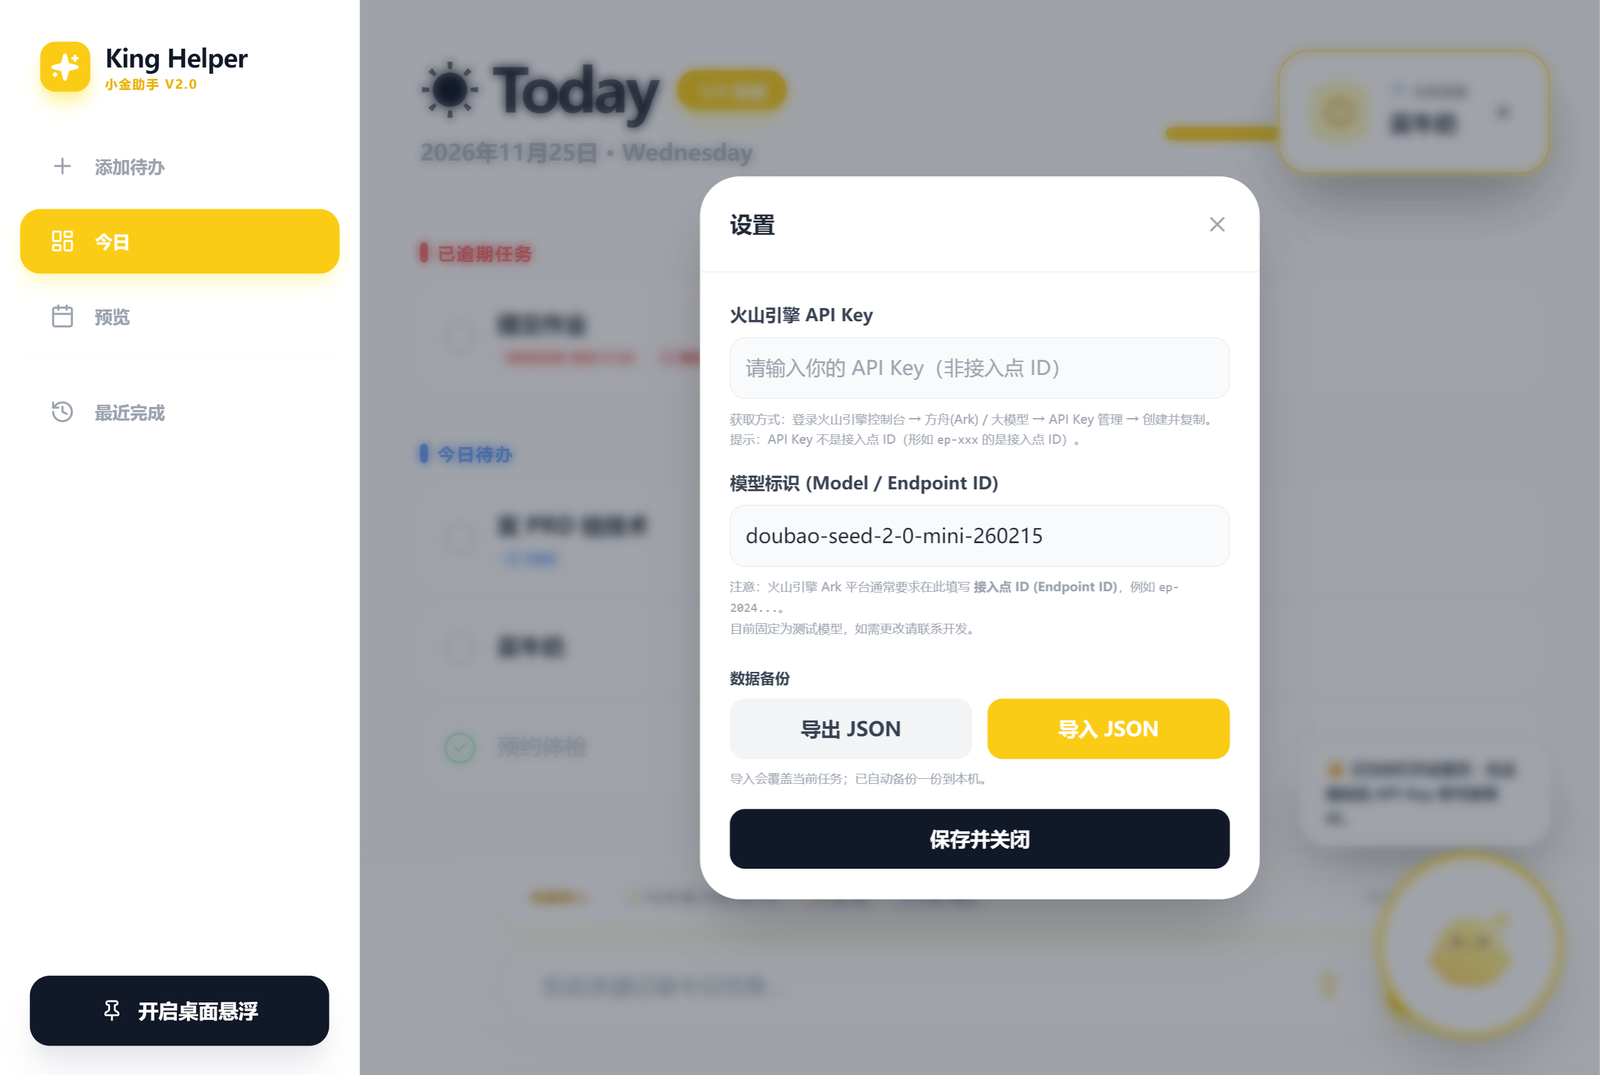 King Helper
小金助手 V2.0
添加待办
今日
预览
最近完成
开启桌面悬浮
Today
2026年11月25日 • Wednesday
已逾期任务
今日待办
预约体检
设置
火山引擎 API Key
请输入你的 API Key（非接入点 ID）
获取方式：登录火山引擎控制台 → 方舟(Ark) / 大模型 → API Key 管理 → 创建并复制。
提示：API Key 不是接入点 ID（形如 ep-xxx 的是接入点 ID）。
模型标识 (Model / Endpoint ID)
doubao-seed-2-0-mini-260215
注意：火山引擎 Ark 平台通常要求在此填写 接入点 ID (Endpoint ID)，例如 ep-
2024...。
目前固定为测试模型，如需更改请联系开发。
数据备份
导出 JSON
导入 JSON
导入会覆盖当前任务；已自动备份一份到本机。
保存并关闭